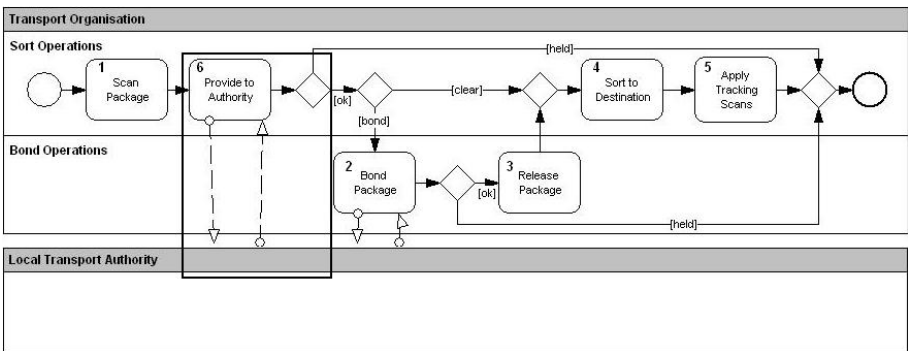 Transport Organisation
Sort Operations
[held]
1
Scan
Package
6
Provide to
Authority
[ok]
[bond]
[clear]
4
Sort to
Destination
5
Apply
Tracking
Scans
Bond Operations
2
Bond
Package
[ok]
3
Release
Package
[held]
Local Transport Authority